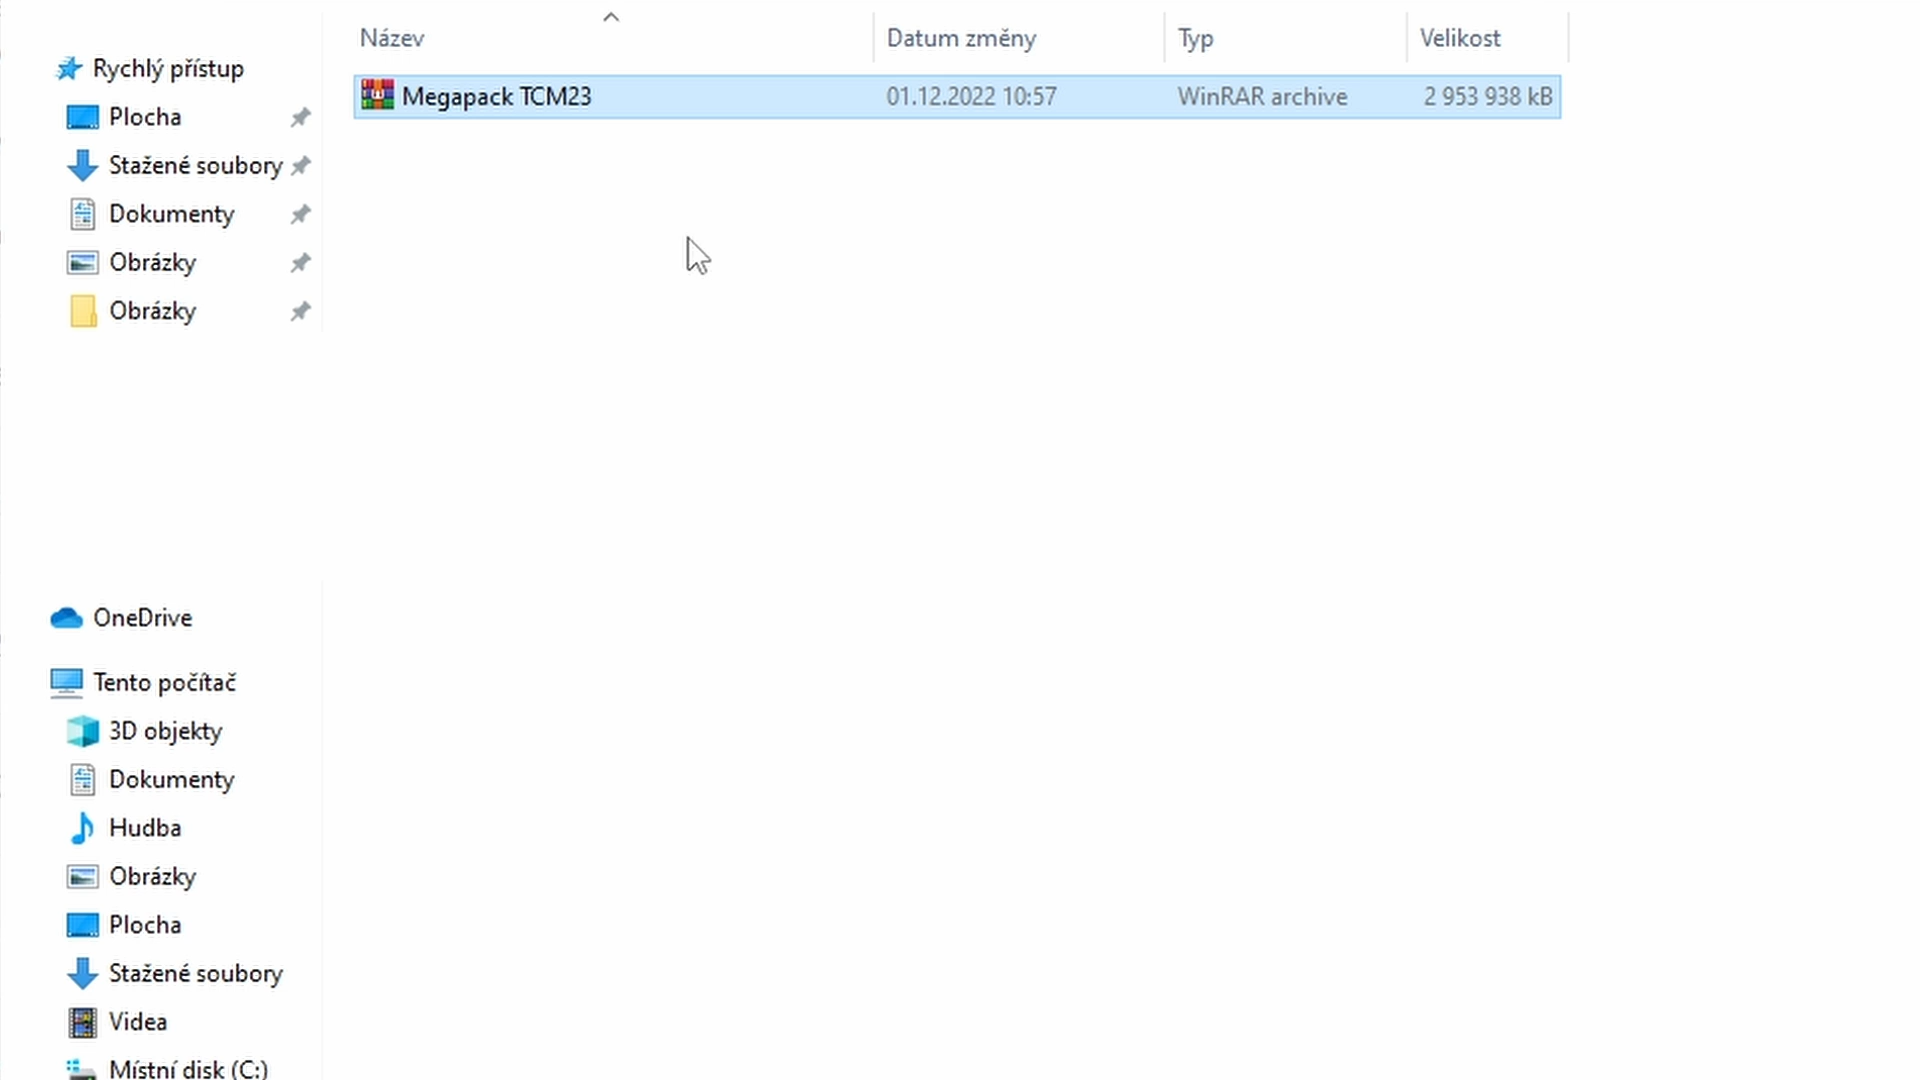 Název Datum změny Typ Velikost
Rychlý přístup
Megapack TCM23 01.12.2022 10:57 WinRAR archive 2 953 938 kB
Plocha
Stažené soubory
Dokumenty
Obrázky
Obrázky
OneDrive
Tento počítač
3D objekty
Dokumenty
Hudba
Obrázky
Plocha
Stažené soubory
Videa
Místní disk (C:)